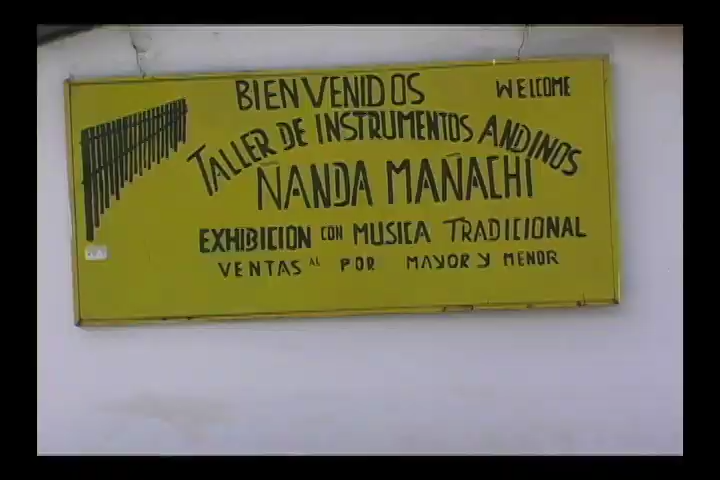 BIENVENIDOS WELCOME
TALLER DE INSTRUMENTOS ANDINOS
ÑANDA MAÑACHI
EXHIBICION CON MUSICA TRADICIONAL
VENTAS AL POR MAYOR Y MENOR